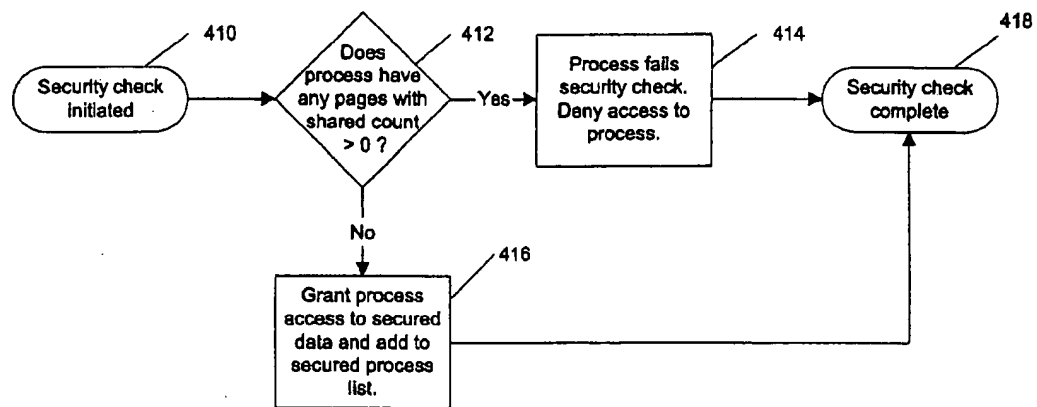 410
Security check
initiated
412
Does
process have
any pages with
shared count
> 0 ?
Yes
414
Process fails
security check.
Deny access to
process.
418
Security check
complete
No
416
Grant process
access to secured
data and add to
secured process
list.